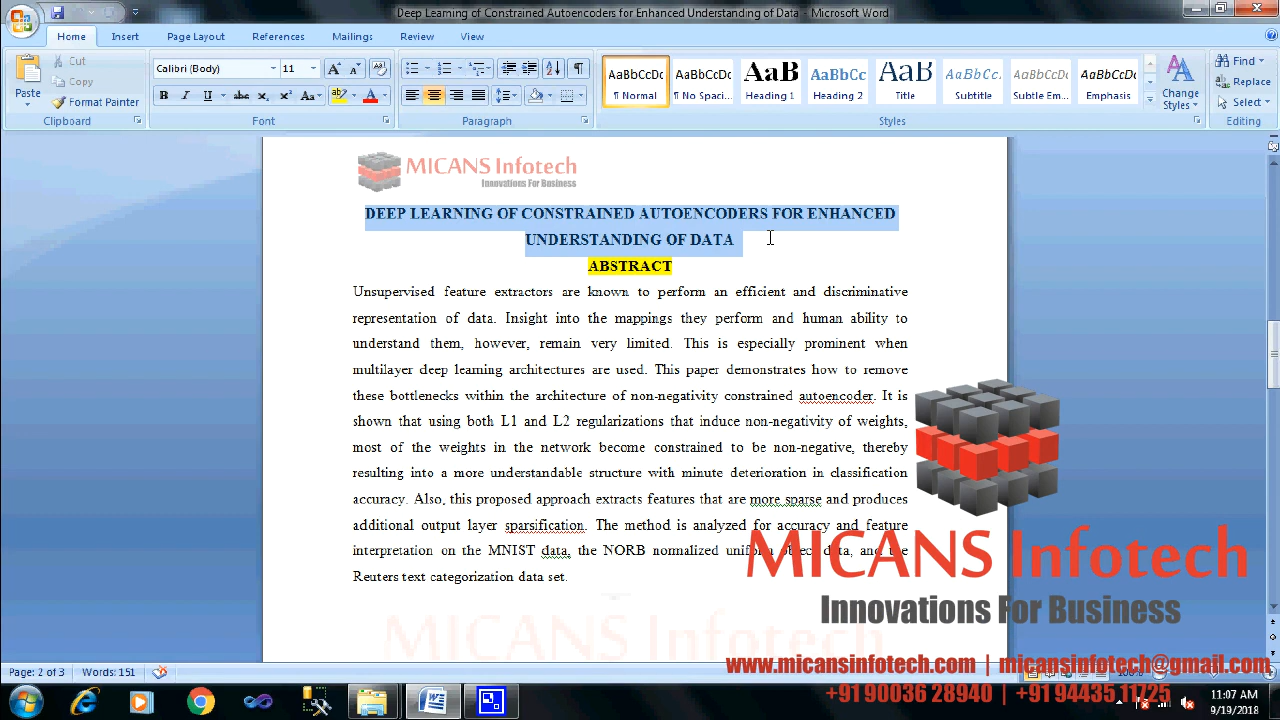 Deep Learning of Constrained Autoencoders for Enhanced Understanding of Data - Microsoft Word
Home Insert Page Layout References Mailings Review View
Paste
Cut
Copy
Format Painter
Clipboard
Calibri (Body) 11
Font
Paragraph
AaBbCcDc AaBbCcDc AaB AaBbCc AaB AaBbCc. AaBbCcDc AaBbCcDc
¶ Normal ¶ No Spaci... Heading 1 Heading 2 Title Subtitle Subtle Em... Emphasis
Styles
Change Styles
Find
Replace
Select
Editing
MICANS Infotech
Innovations For Business
DEEP LEARNING OF CONSTRAINED AUTOENCODERS FOR ENHANCED
UNDERSTANDING OF DATA
ABSTRACT
Unsupervised feature extractors are known to perform an efficient and discriminative
representation of data. Insight into the mappings they perform and human ability to
understand them, however, remain very limited. This is especially prominent when
multilayer deep learning architectures are used. This paper demonstrates how to remove
these bottlenecks within the architecture of non-negativity constrained autoencoder. It is
shown that using both L1 and L2 regularizations that induce non-negativity of weights,
most of the weights in the network become constrained to be non-negative, thereby
resulting into a more understandable structure with minute deterioration in classification
accuracy. Also, this proposed approach extracts features that are more sparse and produces
additional output layer sparsification. The method is analyzed for accuracy and feature
interpretation on the MNIST data, the NORB normalized uniform object data, and the
Reuters text categorization data set.
MICANS Infotech
MICANS Infotech
Innovations For Business
www.micansinfotech.com | micansinfotech@gmail.com
+91 90036 28940 | +91 94435 11725
Page: 2 of 3 Words: 151
11:07 AM
9/19/2018